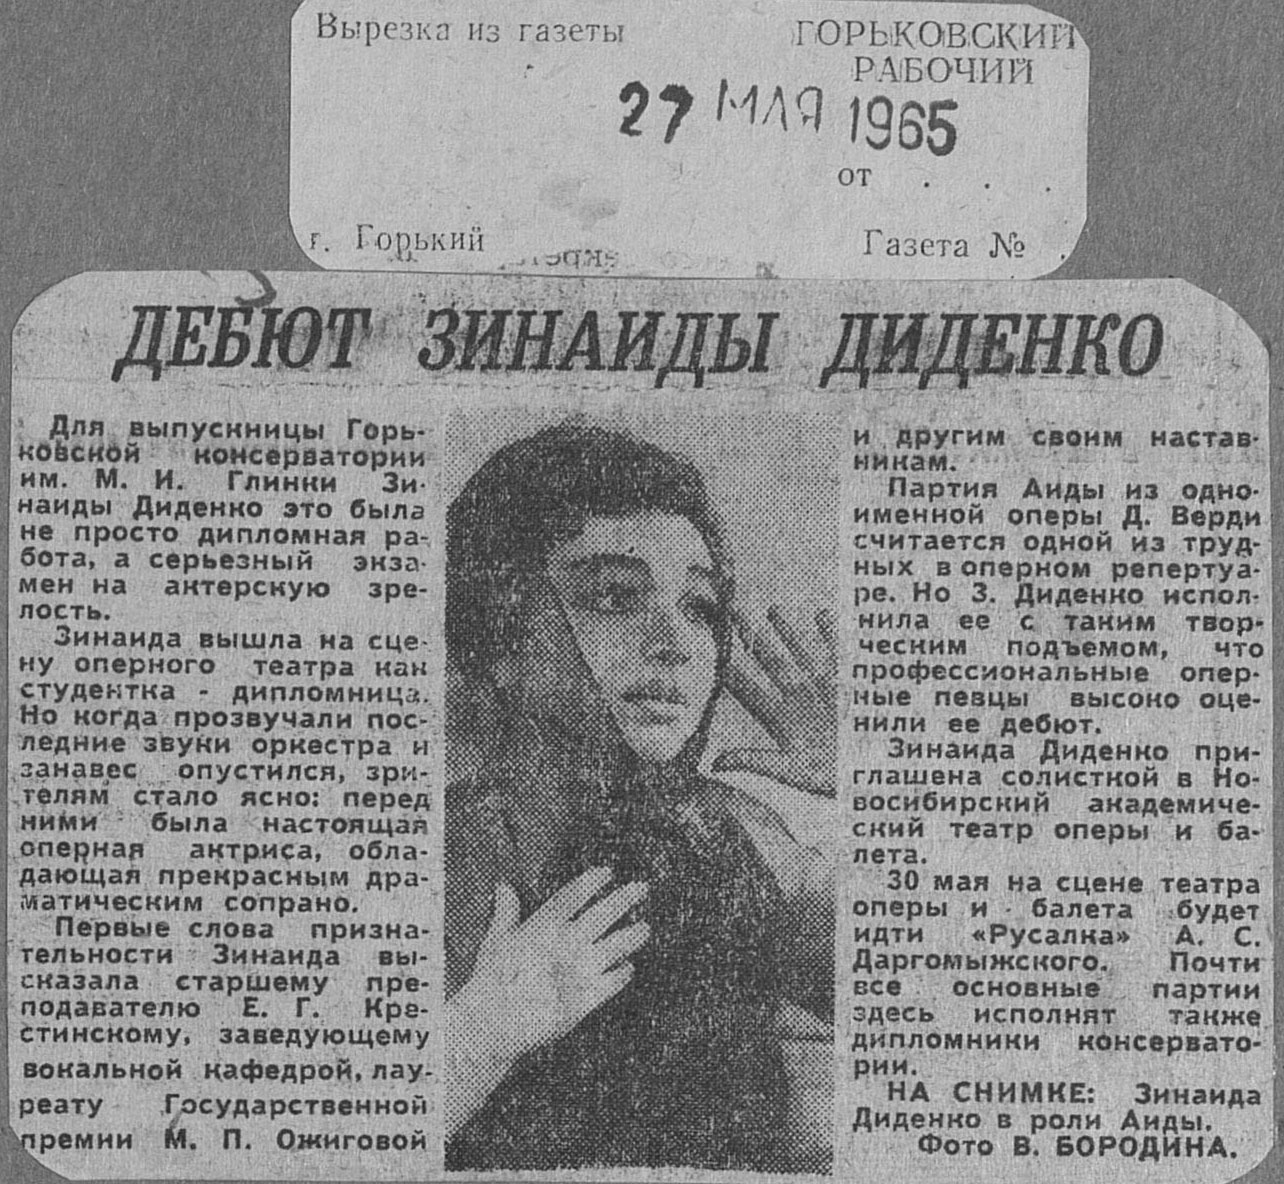 Вырезка из газеты
ГОРЬКОВСКИЙ
РАБОЧИЙ
27 МАЯ 1965
от . . .
г. Горький
Газета № .
ДЕБЮТ ЗИНАИДЫ ДИДЕНКО
Для выпускницы Горь-
ковской консерватории
им. М. И. Глинки Зи-
наиды Диденко это была
не просто дипломная ра-
бота, а серьезный экза-
мен на актерскую зре-
лость.
Зинаида вышла на сце-
ну оперного театра как
студентка - дипломница.
Но когда прозвучали пос-
ледние звуки оркестра и
занавес опустился, зри-
телям стало ясно: перед
ними была настоящая
оперная актриса, обла-
дающая прекрасным дра-
матическим сопрано.
Первые слова призна-
тельности Зинаида вы-
сказала старшему пре-
подавателю Е. Г. Кре-
стинскому, заведующему
вокальной кафедрой, лау-
реату Государственной
премии М. П. Ожиговой
и другим своим настав-
никам.
Партия Аиды из одно-
именной оперы Д. Верди
считается одной из труд-
ных в оперном репертуа-
ре. Но З. Диденко испол-
нила ее с таким твор-
ческим подъемом, что
профессиональные опер-
ные певцы высоко оце-
нили ее дебют.
Зинаида Диденко при-
глашена солисткой в Но-
восибирский академиче-
ский театр оперы и ба-
лета.
30 мая на сцене театра
оперы и балета будет
идти «Русалка» А. С.
Даргомыжского. Почти
все основные партии
здесь исполнят также
дипломники консервато-
рии.
НА СНИМКЕ: Зинаида
Диденко в роли Аиды.
Фото В. БОРОДИНА.